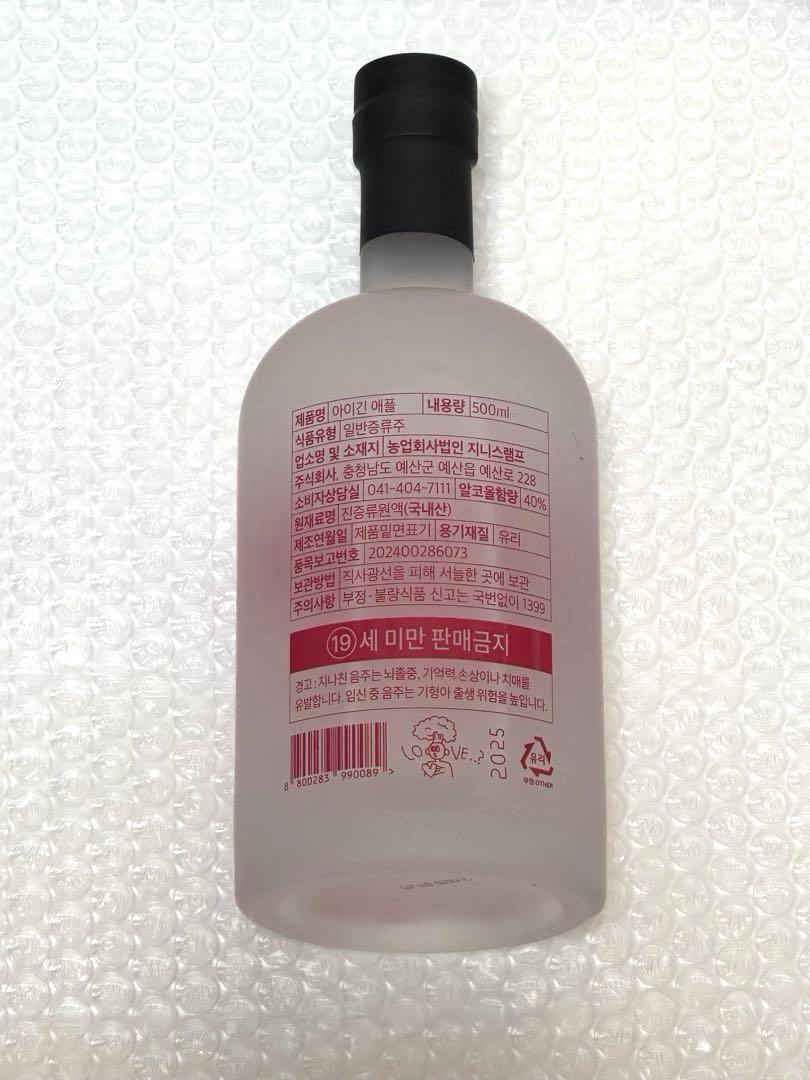 제품명 아이긴 애플 내용량 500ml
식품유형 일반증류주
업소명 및 소재지 농업회사법인 지니스램프
주식회사, 충청남도 예산군 예산읍 예산로 228
소비자상담실 041-404-7111 알코올함량 40%
원재료명 진증류원액(국내산)
제조연월일 제품밑면표기 용기재질 유리
품목보고번호 202400286073
보관방법 직사광선을 피해 서늘한 곳에 보관
주의사항 부정·불량식품 신고는 국번없이 1399
19세 미만 판매금지
경고 : 지나친 음주는 뇌졸중, 기억력 손상이나 치매를
유발합니다. 임신 중 음주는 기형아 출생 위험을 높입니다.
LOVE..?
2025
유리
뚜껑:OTHER
8 800283 990089 >